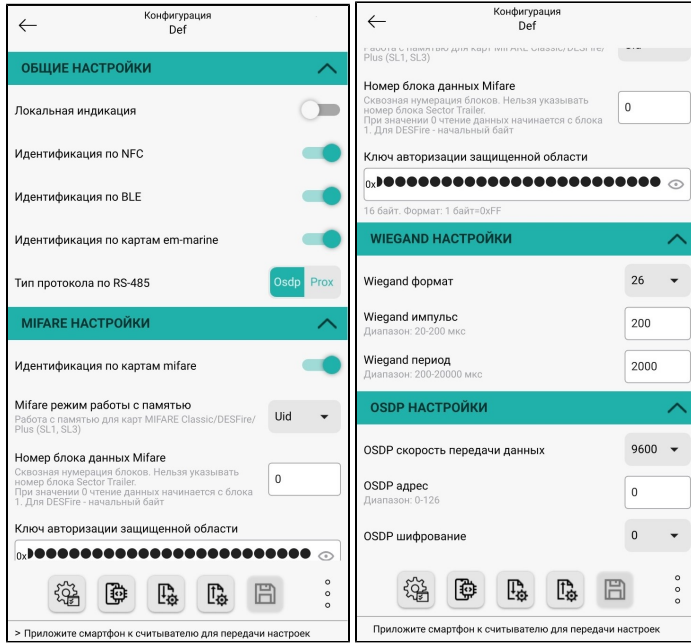 Конфигурация
Def
ОБЩИЕ НАСТРОЙКИ
Локальная индикация
Идентификация по NFC
Идентификация по BLE
Идентификация по картам em-marine
Тип протокола по RS-485
Osdp Prox
MIFARE НАСТРОЙКИ
Идентификация по картам mifare
Mifare режим работы с памятью
Работа с памятью для карт MIFARE Classic/DESFire/
Plus (SL1, SL3)
Uid
Номер блока данных Mifare
Сквозная нумерация блоков. Нельзя указывать
номер блока Sector Trailer.
При значении 0 чтение данных начинается с блока
1. Для DESFire - начальный байт
0
Ключ авторизации защищенной области
0x
> Приложите смартфон к считывателю для передачи настроек
Конфигурация
Def
Работа с памятью для карт MIFARE Classic/DESFire/
Plus (SL1, SL3)
Uid
Номер блока данных Mifare
Сквозная нумерация блоков. Нельзя указывать
номер блока Sector Trailer.
При значении 0 чтение данных начинается с блока
1. Для DESFire - начальный байт
0
Ключ авторизации защищенной области
0x
16 байт. Формат: 1 байт=0xFF
WIEGAND НАСТРОЙКИ
Wiegand формат
26
Wiegand импульс
Диапазон: 20-200 мкс
200
Wiegand период
Диапазон: 200-20000 мкс
2000
OSDP НАСТРОЙКИ
OSDP скорость передачи данных
9600
OSDP адрес
Диапазон: 0-126
0
OSDP шифрование
0
Приложите смартфон к считывателю для передачи настроек